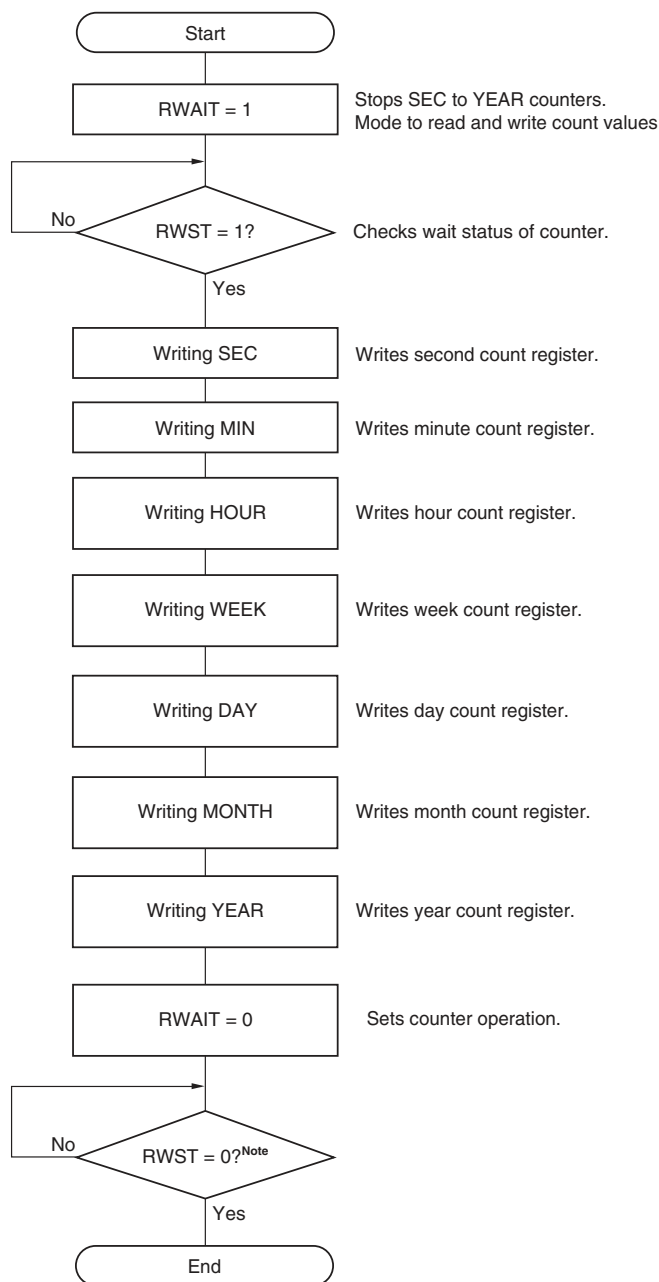 Start
RWAIT = 1
Stops SEC to YEAR counters.
Mode to read and write count values
No
RWST = 1?
Checks wait status of counter.
Yes
Writing SEC
Writes second count register.
Writing MIN
Writes minute count register.
Writing HOUR
Writes hour count register.
Writing WEEK
Writes week count register.
Writing DAY
Writes day count register.
Writing MONTH
Writes month count register.
Writing YEAR
Writes year count register.
RWAIT = 0
Sets counter operation.
No
RWST = 0?Note
Yes
End